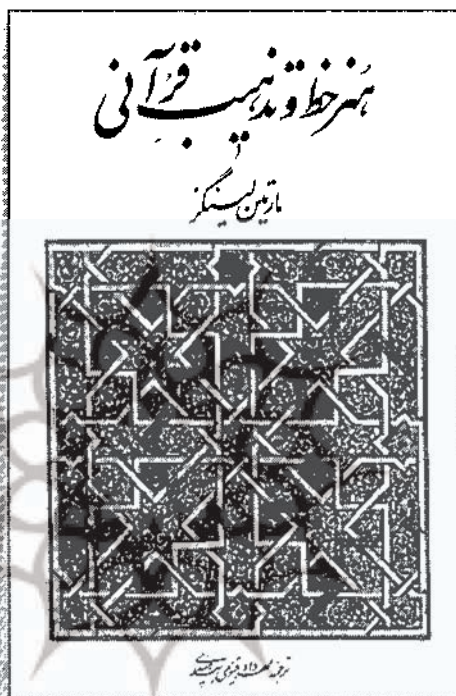 هنر خط و تذهیب قرآنی
مارتین لینگز
ترجمه مهرداد قیومی بیدهندی